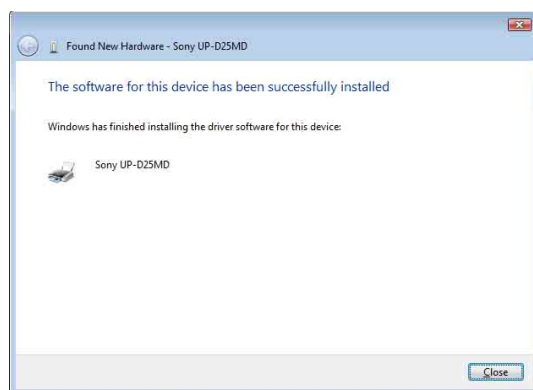 Found New Hardware - Sony UP-D25MD
The software for this device has been successfully installed
Windows has finished installing the driver software for this device:
Sony UP-D25MD
Close